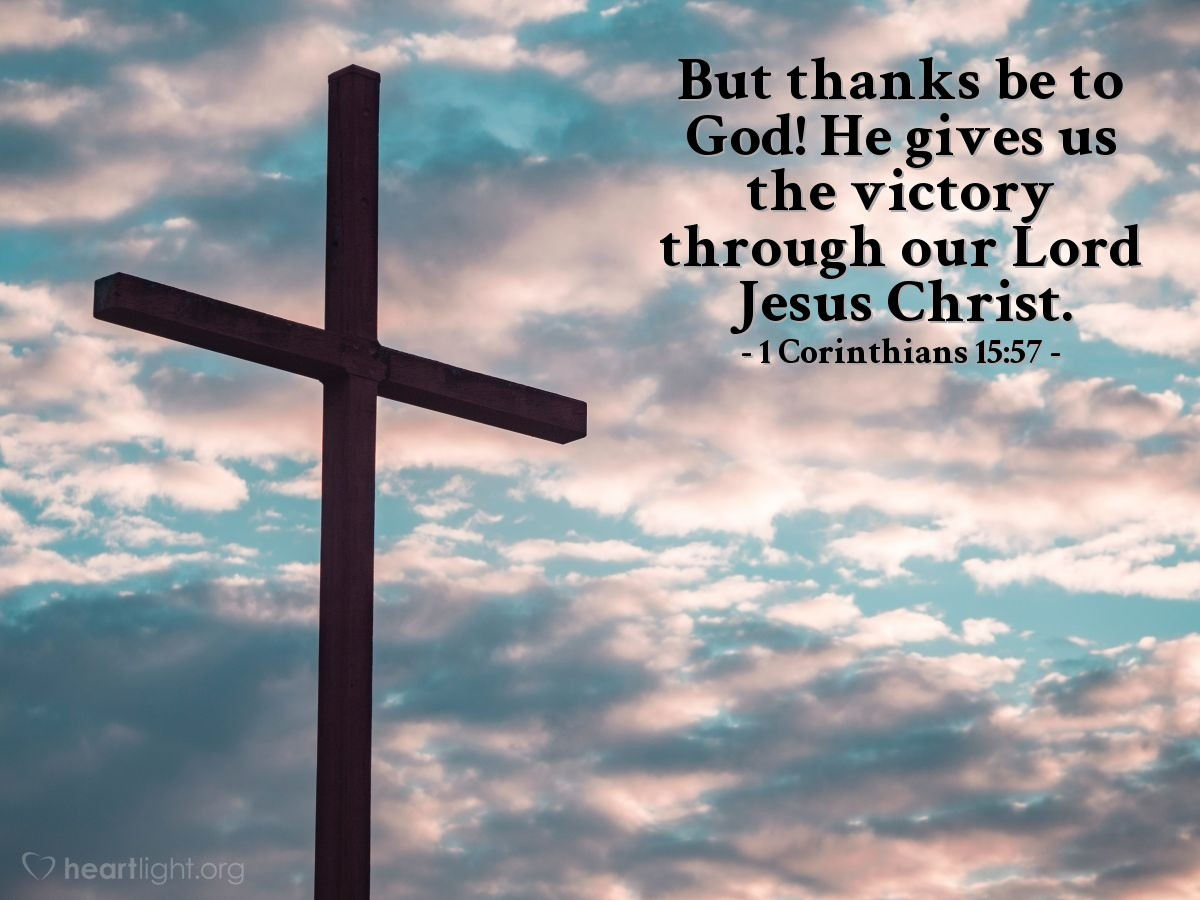 But thanks be to
God! He gives us
the victory
through our Lord
Jesus Christ.
- 1 Corinthians 15:57 -
heartlight.org